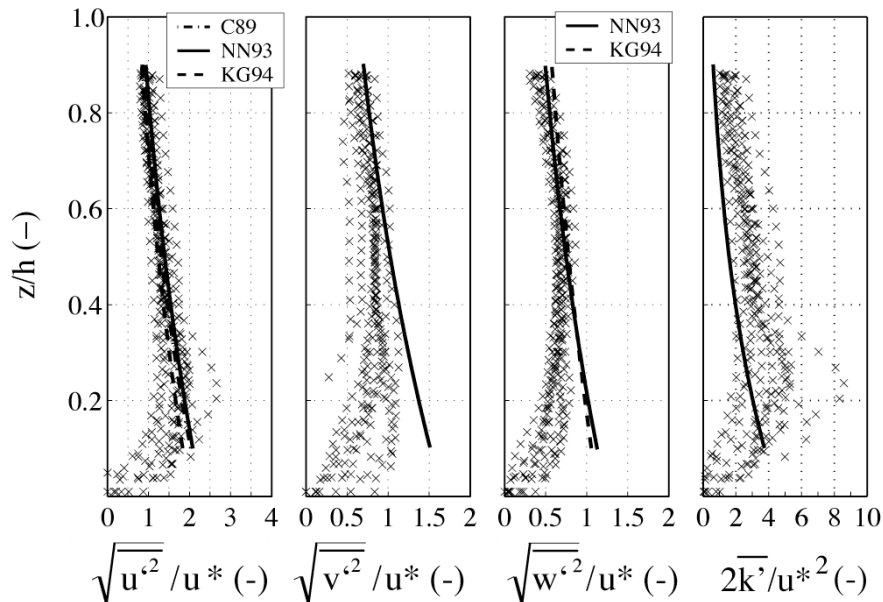 1.0
0.8
0.6
0.4
0.2
z/h (–)
C89
NN93
KG94
NN93
KG94
0 1 2 3 4
0 0.5 1 1.5 2
0 0.5 1 1.5 2
0 2 4 6 8 10
√u‘² /u* (-)
√v‘² /u* (-)
√w‘² /u* (-)
2k’/u*² (-)